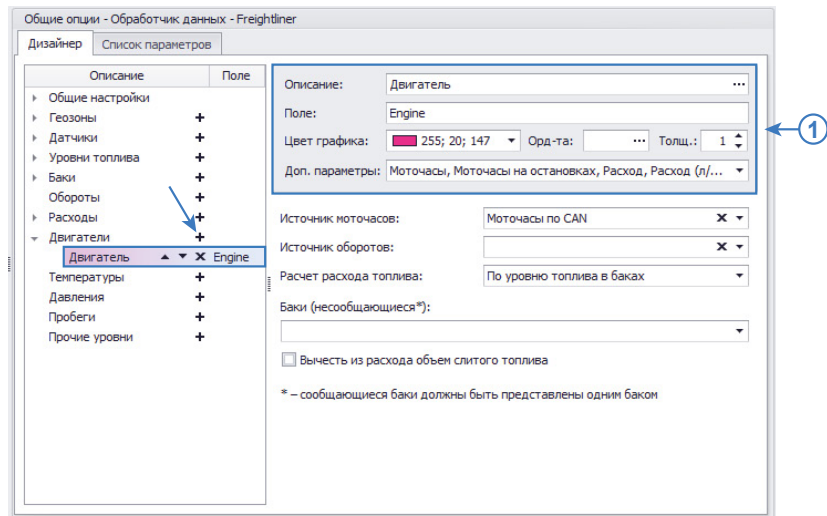 Общие опции - Обработчик данных - Freightliner
Дизайнер Список параметров
Описание Поле
Общие настройки
Геозоны +
Датчики +
Уровни топлива +
Баки +
Обороты +
Расходы +
Двигатели +
Двигатель Engine
Температуры +
Давления +
Пробеги +
Прочие уровни +
Описание: Двигатель ...
Поле: Engine
Цвет графика: 255; 20; 147 Орд-та: ... Толщ.: 1
Доп. параметры: Моточасы, Моточасы на остановках, Расход, Расход (л/...
1
Источник моточасов: Моточасы по CAN
Источник оборотов:
Расчет расхода топлива: По уровню топлива в баках
Баки (несообщающиеся*):
Вычесть из расхода объем слитого топлива
* – сообщающиеся баки должны быть представлены одним баком